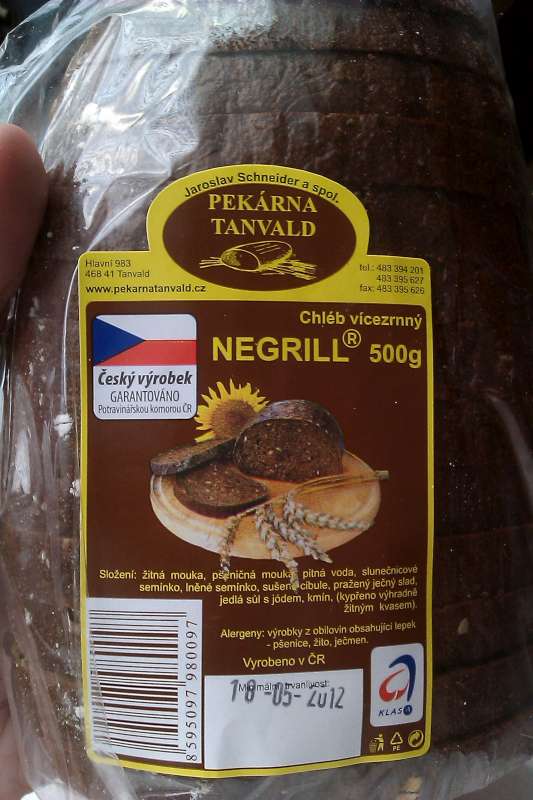 Jaroslav Schneider a spol.
PEKÁRNA
TANVALD
Hlavní 983
468 41 Tanvald
www.pekarnatanvald.cz
tel.: 483 394 201
483 395 627
fax: 483 395 626
Chléb vícezrnný
NEGRILL® 500g
Český výrobek
GARANTOVÁNO
Potravinářskou komorou ČR
Složení: žitná mouka, pšeničná mouka, pitná voda, slunečnicové
semínko, lněné semínko, sušená cibule, pražený ječný slad,
jedlá sůl s jódem, kmín, (kypřeno výhradně
žitným kvasem).
Alergeny: výrobky z obilovin obsahující lepek
- pšenice, žito, ječmen.
Vyrobeno v ČR
Minimální trvanlivost:
18-05-2012
8 595097 980097
KLASA
PE